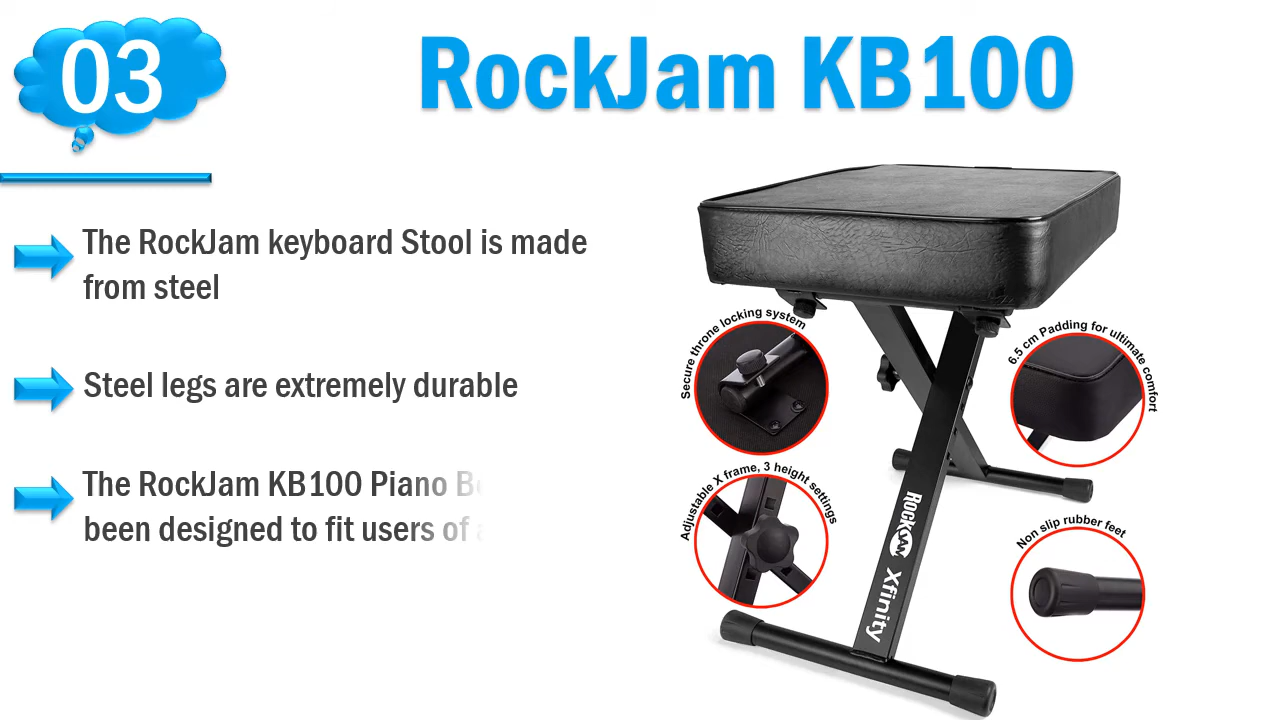 03
RockJam KB100
The RockJam keyboard Stool is made
from steel
Steel legs are extremely durable
The RockJam KB100 Piano
been designed to fit users of
Secure throne locking system
6.5 cm Padding for ultimate comfort
Adjustable X frame, 3 height settings
Non slip rubber feet
ROCKJAM Xfinity